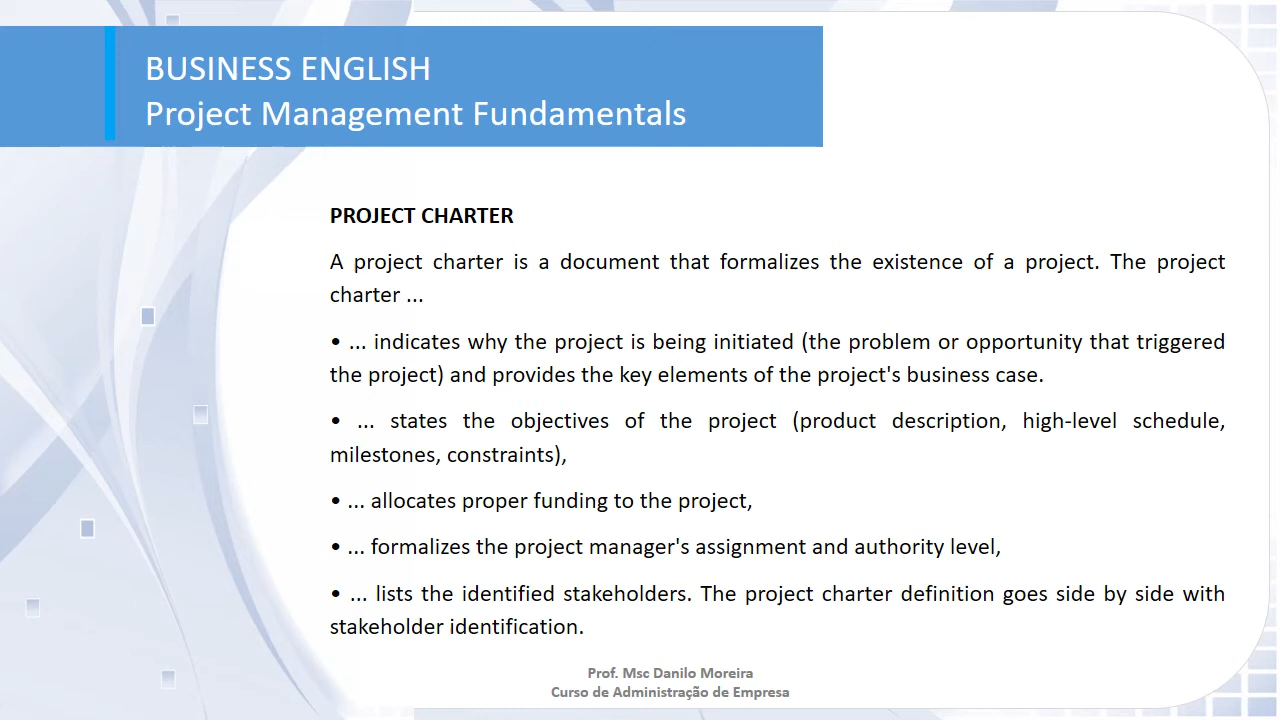 BUSINESS ENGLISH
Project Management Fundamentals
PROJECT CHARTER
A project charter is a document that formalizes the existence of a project. The project
charter ...
• ... indicates why the project is being initiated (the problem or opportunity that triggered
the project) and provides the key elements of the project's business case.
• ... states the objectives of the project (product description, high-level schedule,
milestones, constraints),
• ... allocates proper funding to the project,
• ... formalizes the project manager's assignment and authority level,
• ... lists the identified stakeholders. The project charter definition goes side by side with
stakeholder identification.
Prof. Msc Danilo Moreira
Curso de Administração de Empresa